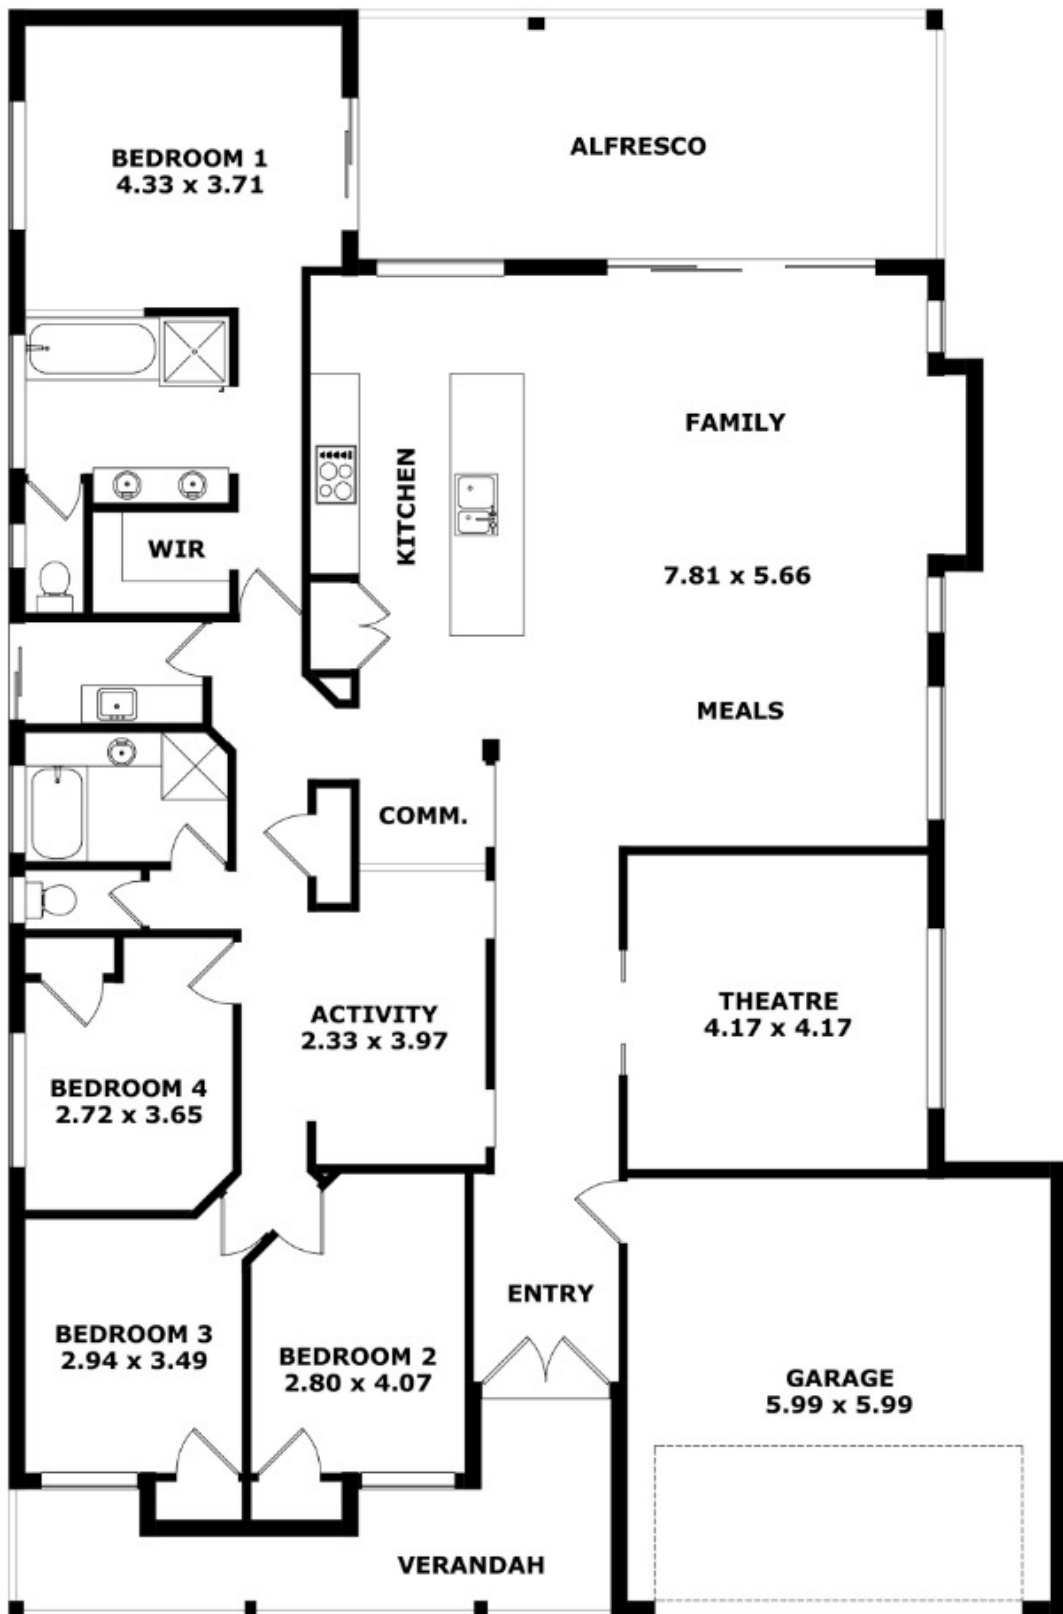 BEDROOM 1
4.33 x 3.71
ALFRESCO
FAMILY
KITCHEN
WIR
7.81 x 5.66
MEALS
COMM.
THEATRE
4.17 x 4.17
ACTIVITY
2.33 x 3.97
BEDROOM 4
2.72 x 3.65
ENTRY
BEDROOM 3
2.94 x 3.49
BEDROOM 2
2.80 x 4.07
GARAGE
5.99 x 5.99
VERANDAH